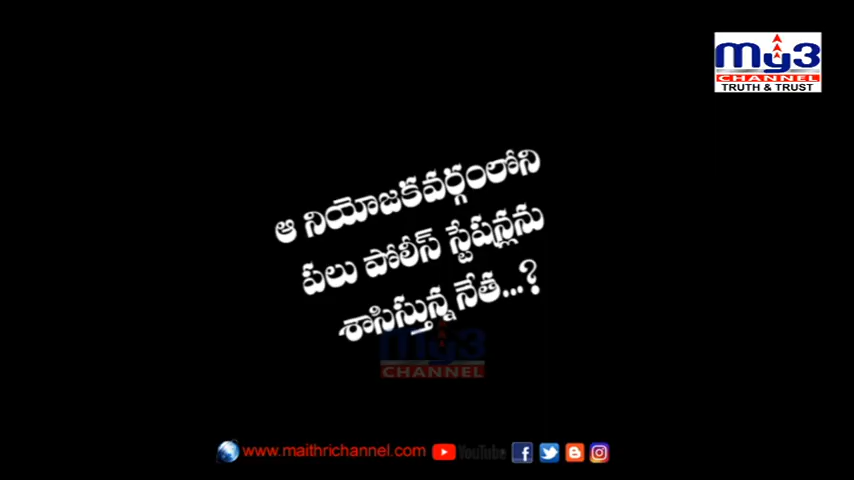 my3
CHANNEL
TRUTH & TRUST
ఆ నియోజకవర్గంలోని
పలు పోలీస్ స్టేషన్లను
శాసిస్తున్న నేత...?
my3
CHANNEL
www.maithrichannel.com YouTube